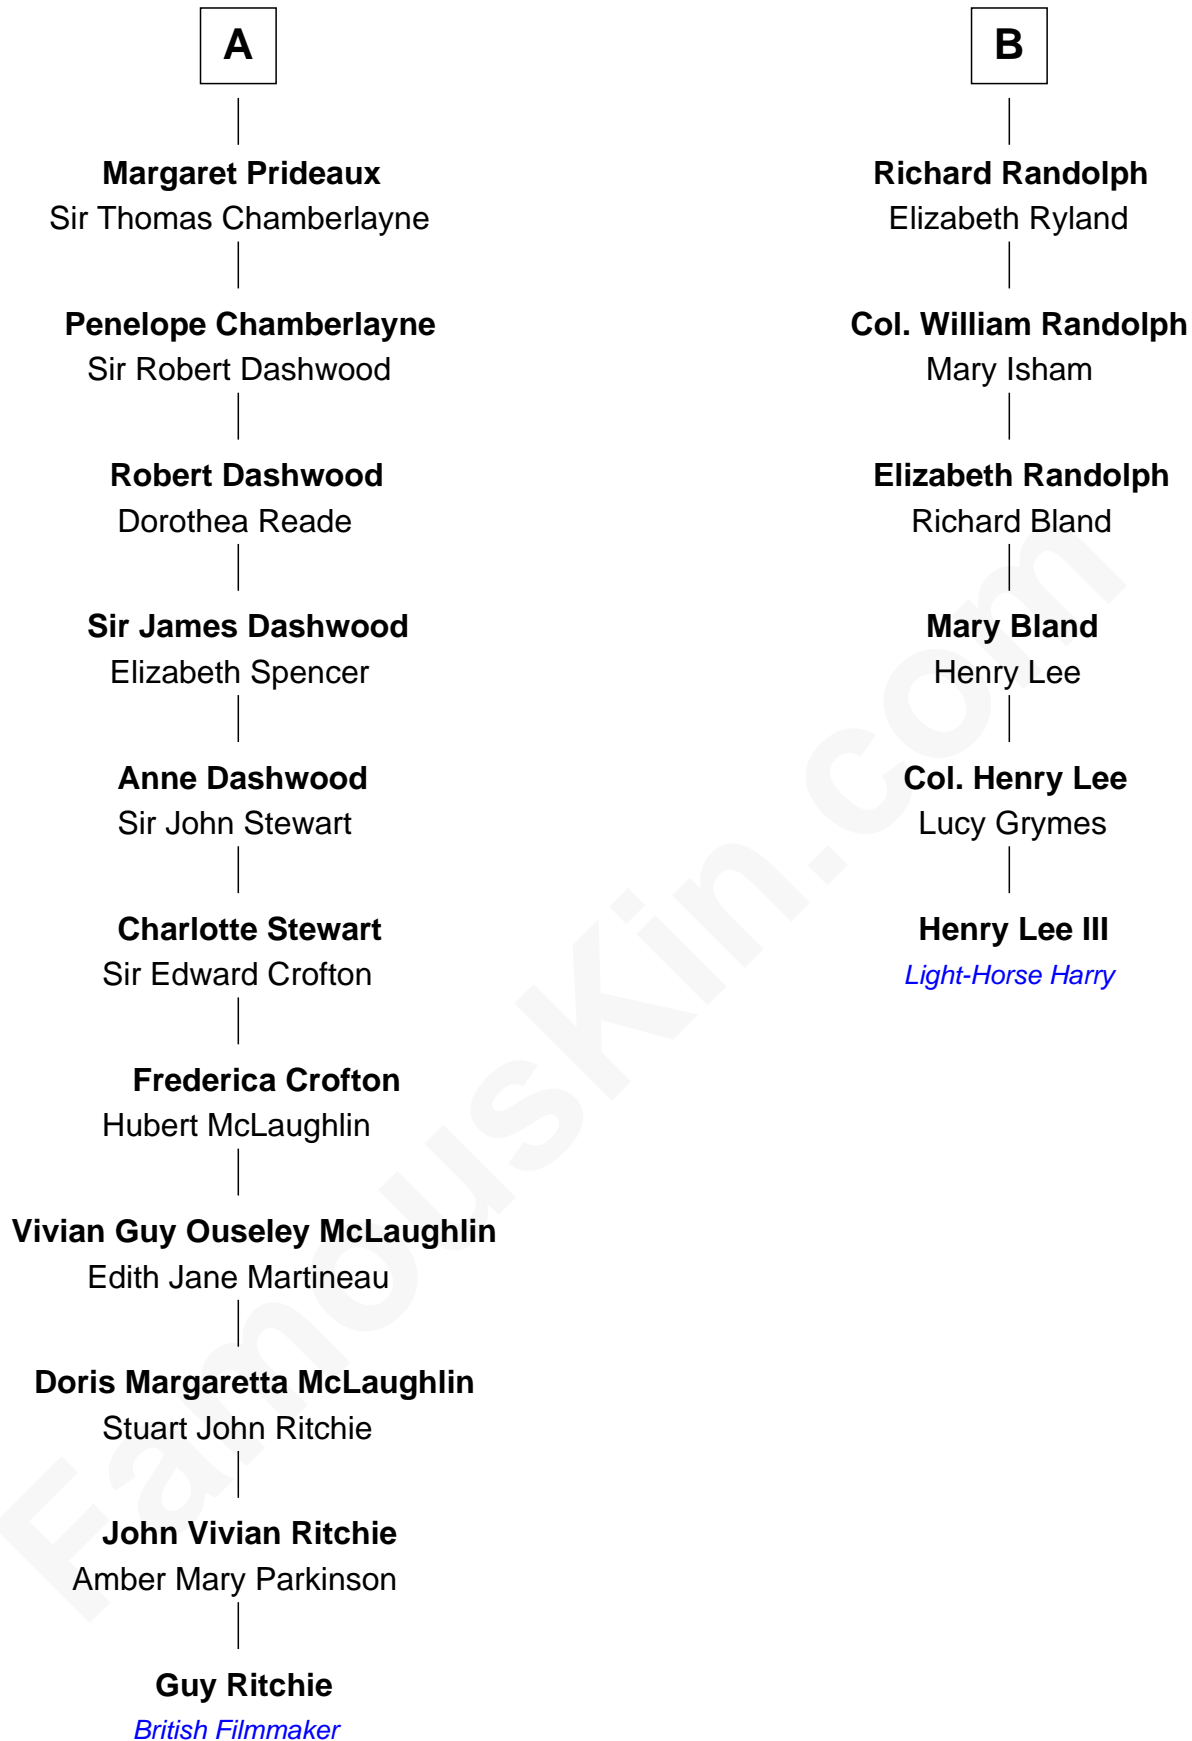 A
Margaret Prideaux
Sir Thomas Chamberlayne
Penelope Chamberlayne
Sir Robert Dashwood
Robert Dashwood
Dorothea Reade
Sir James Dashwood
Elizabeth Spencer
Anne Dashwood
Sir John Stewart
Charlotte Stewart
Sir Edward Crofton
Frederica Crofton
Hubert McLaughlin
Vivian Guy Ouseley McLaughlin
Edith Jane Martineau
Doris Margaretta McLaughlin
Stuart John Ritchie
John Vivian Ritchie
Amber Mary Parkinson
Guy Ritchie
British Filmmaker
B
Richard Randolph
Elizabeth Ryland
Col. William Randolph
Mary Isham
Elizabeth Randolph
Richard Bland
Mary Bland
Henry Lee
Col. Henry Lee
Lucy Grymes
Henry Lee III
Light-Horse Harry
FamousKin.com